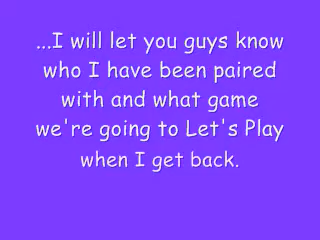 ...I will let you guys know
who I have been paired
with and what game
we're going to Let's Play
when I get back.